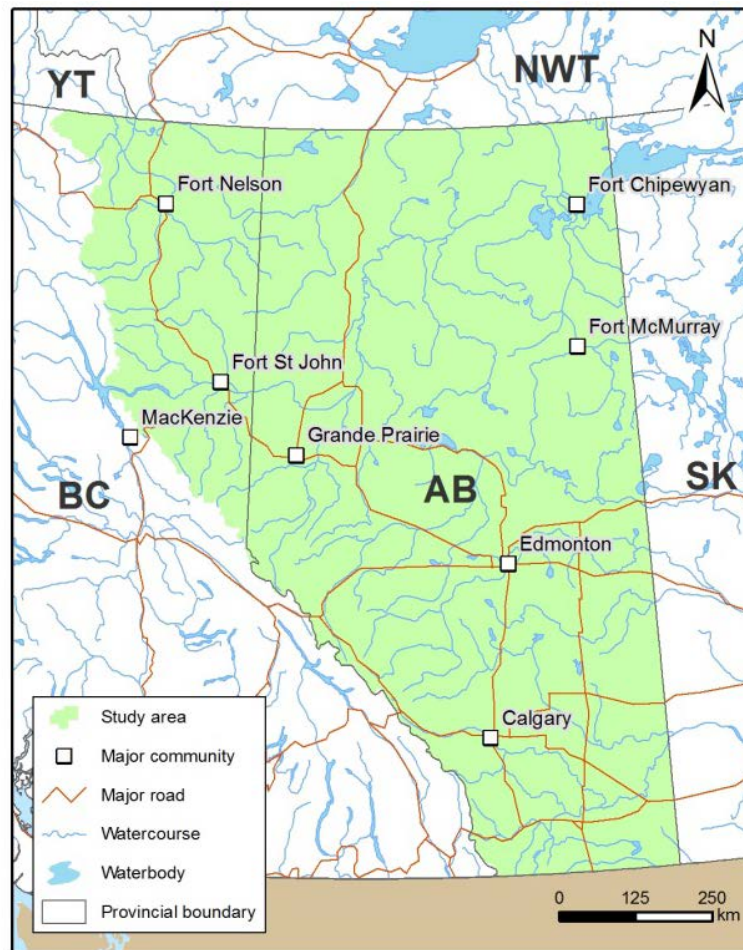 N
YT
NWT
Fort Nelson
Fort Chipewyan
Fort McMurray
Fort St John
MacKenzie
Grande Prairie
BC
AB
SK
Edmonton
Calgary
Study area
Major community
Major road
Watercourse
Waterbody
Provincial boundary
0 125 250
km